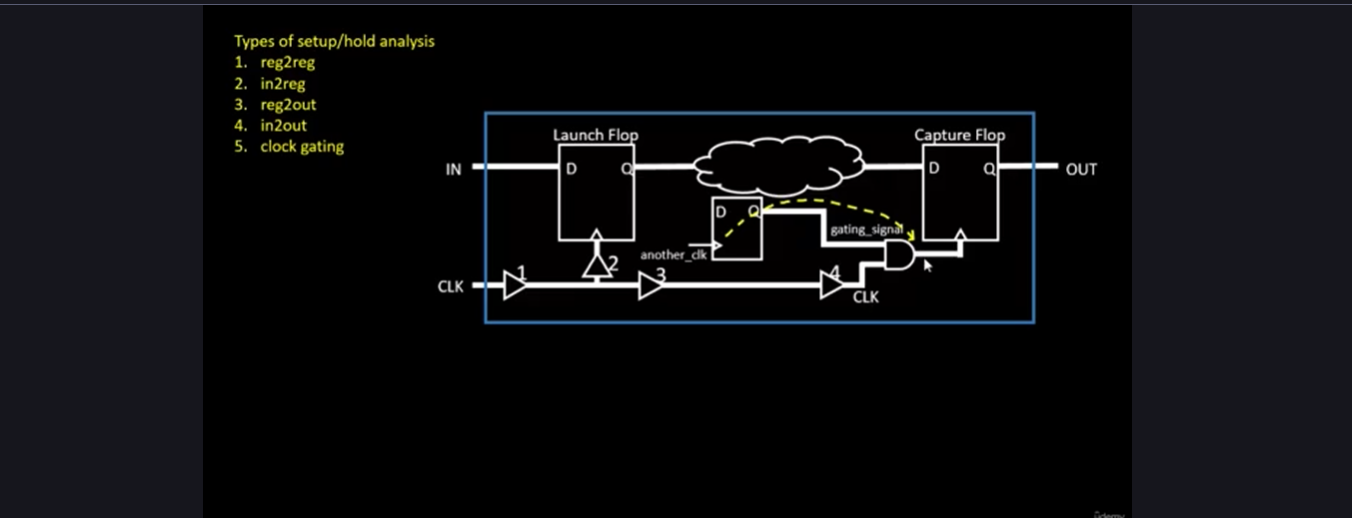 Types of setup/hold analysis
1. reg2reg
2. in2reg
3. reg2out
4. in2out
5. clock gating
Launch Flop
Capture Flop
IN
D Q
D Q
OUT
D Q
gating_signal
another_clk
2
CLK
1
3
4
CLK
ûdemy